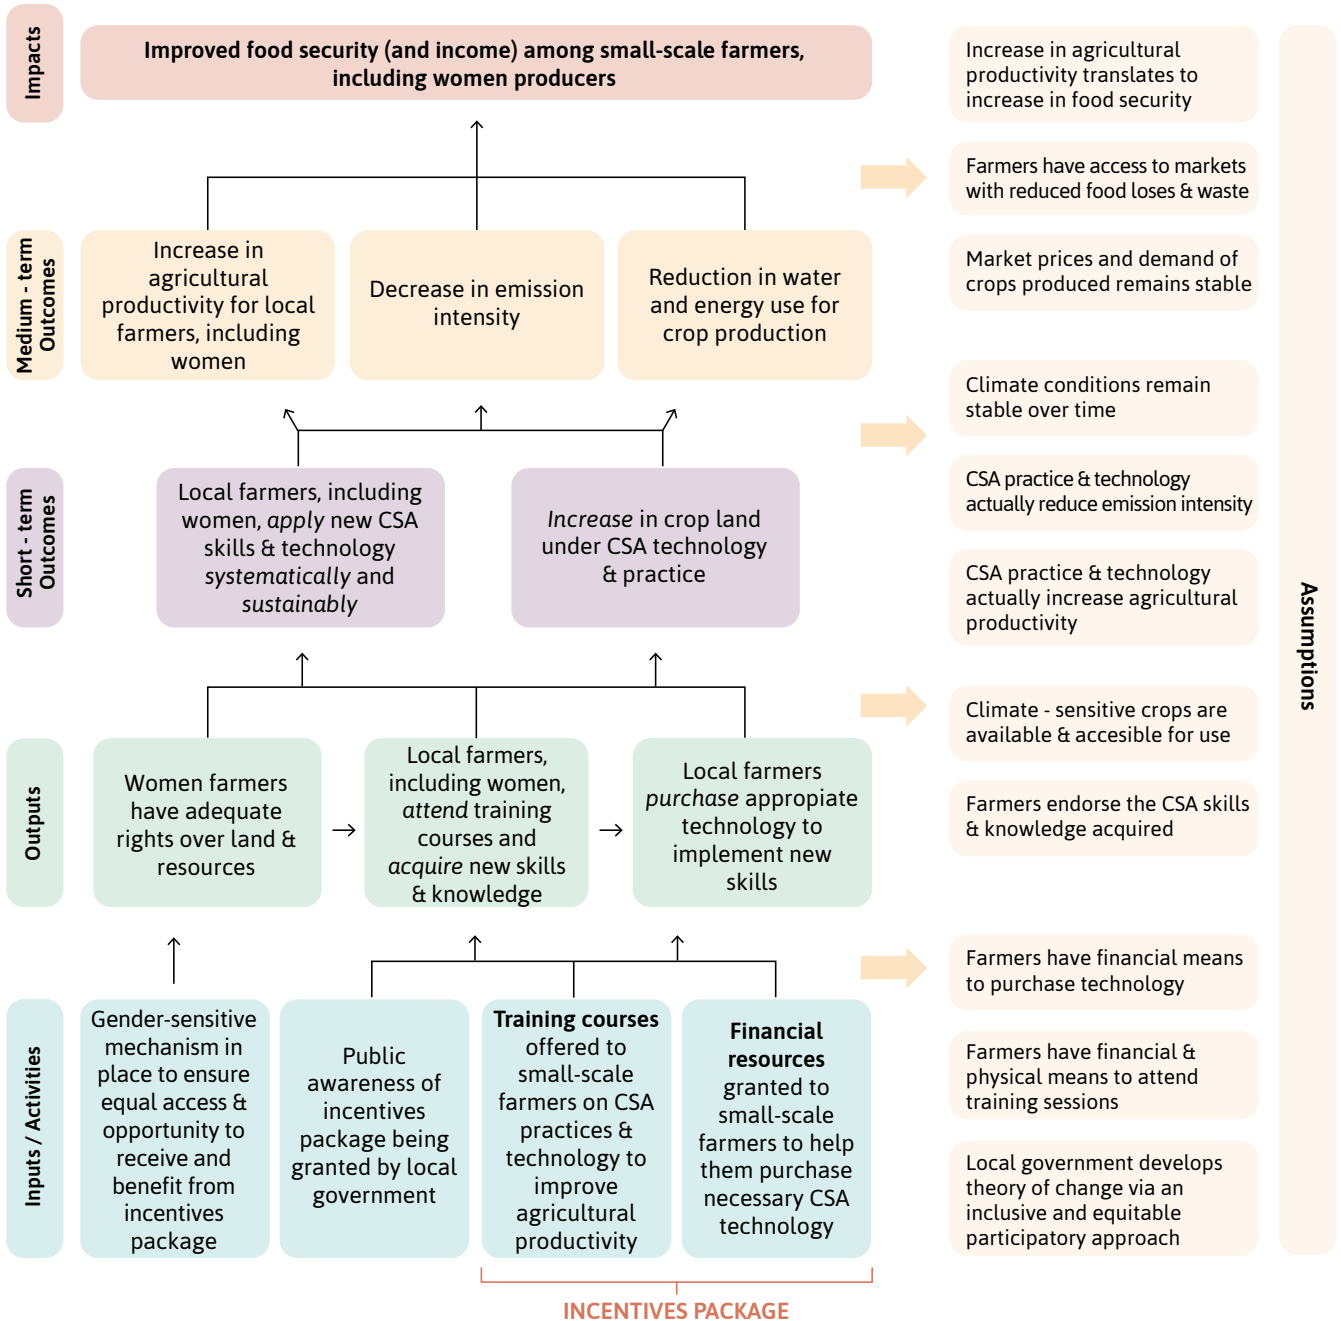 Impacts
Improved food security (and income) among small-scale farmers,
including women producers
Increase in agricultural
productivity translates to
increase in food security
Farmers have access to markets
with reduced food loses & waste
Market prices and demand of
crops produced remains stable
Medium - term
Outcomes
Increase in
agricultural
productivity for local
farmers, including
women
Decrease in emission
intensity
Reduction in water
and energy use for
crop production
Climate conditions remain
stable over time
CSA practice & technology
actually reduce emission intensity
CSA practice & technology
actually increase agricultural
productivity
Short - term
Outcomes
Local farmers, including
women, apply new CSA
skills & technology
systematically and
sustainably
Increase in crop land
under CSA technology
& practice
Climate - sensitive crops are
available & accesible for use
Farmers endorse the CSA skills
& knowledge acquired
Outputs
Women farmers
have adequate
rights over land &
resources
Local farmers,
including women,
attend training
courses and
acquire new skills
& knowledge
Local farmers
purchase appropiate
technology to
implement new
skills
Farmers have financial means
to purchase technology
Farmers have financial &
physical means to attend
training sessions
Local government develops
theory of change via an
inclusive and equitable
participatory approach
Inputs / Activities
Gender-sensitive
mechanism in
place to ensure
equal access &
opportunity to
receive and
benefit from
incentives
package
Public
awareness of
incentives
package being
granted by local
government
Training courses
offered to
small-scale
farmers on CSA
practices &
technology to
improve
agricultural
productivity
Financial
resources
granted to
small-scale
farmers to help
them purchase
necessary CSA
technology
INCENTIVES PACKAGE
Assumptions